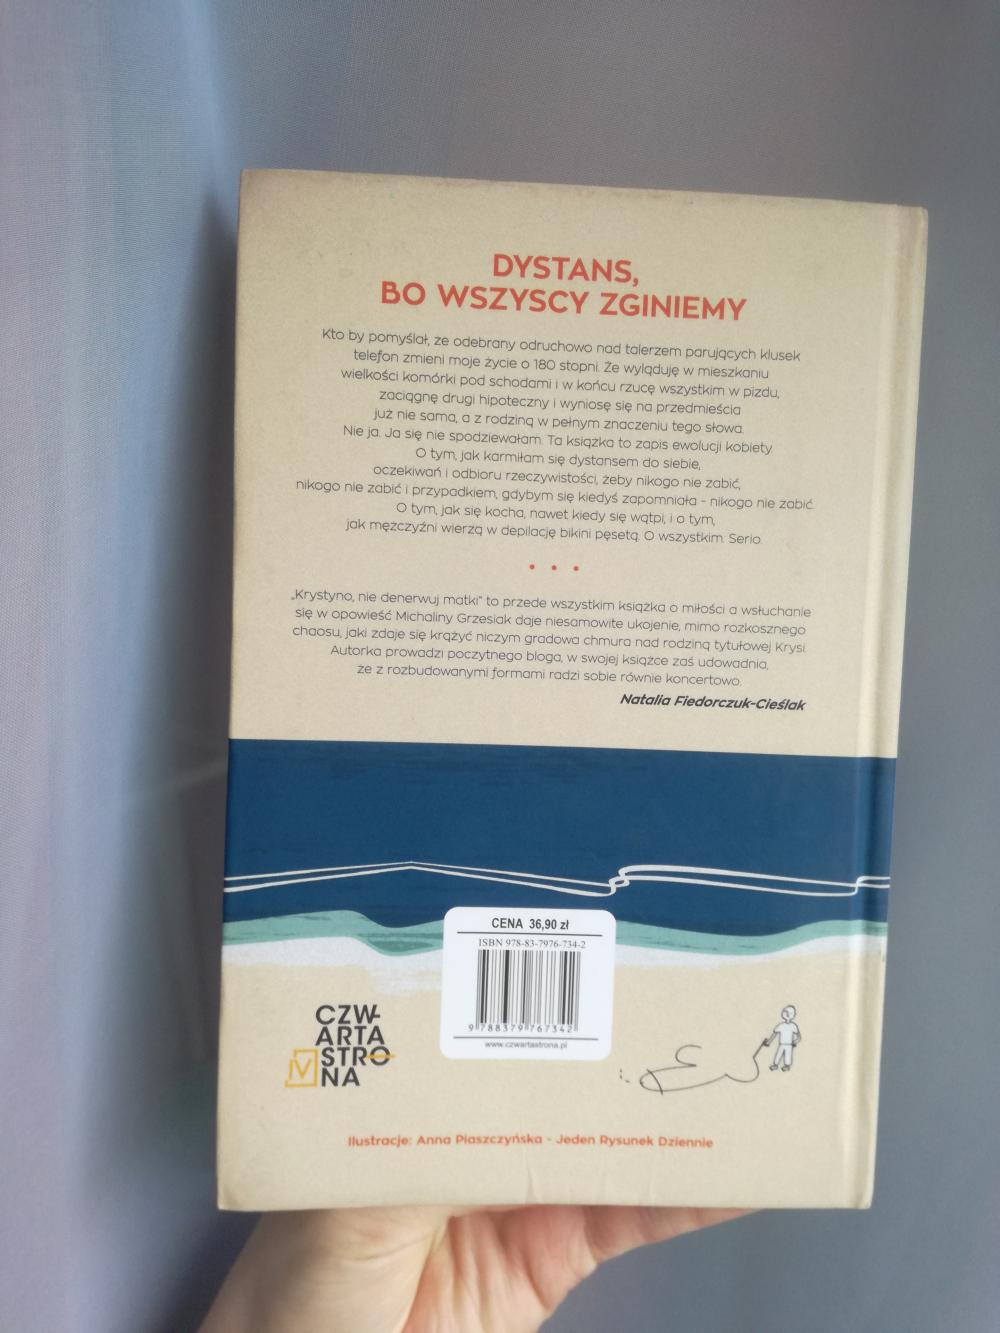 DYSTANS,
BO WSZYSCY ZGINIEMY
Kto by pomyślał, że odebrany odruchowo nad talerzem parujących klusek
telefon zmieni moje życie o 180 stopni. Że wyląduję w mieszkaniu
wielkości komórki pod schodami i w końcu rzucę wszystkim w pizdu,
zaciągnę drugi hipoteczny i wyniosę się na przedmieścia
już nie sama, a z rodziną w pełnym znaczeniu tego słowa.
Nie ja. Ja się nie spodziewałam. Ta książka to zapis ewolucji kobiety.
O tym, jak karmiłam się dystansem do siebie,
oczekiwań i odbioru rzeczywistości, żeby nikogo nie zabić,
nikogo nie zabić i przypadkiem, gdybym się kiedyś zapomniała - nikogo nie zabić.
O tym, jak się kocha, nawet kiedy się wątpi, i o tym,
jak mężczyźni wierzą w depilację bikini pęsetą. O wszystkim. Serio.
„Krystyno, nie denerwuj matki" to przede wszystkim książka o miłości a wsłuchanie
się w opowieść Michaliny Grzesiak daje niesamowite ukojenie, mimo rozkosznego
chaosu, jaki zdaje się krążyć niczym gradowa chmura nad rodziną tytułowej Krysi.
Autorka prowadzi poczytnego bloga, w swojej książce zaś udowadnia,
że z rozbudowanymi formami radzi sobie równie koncertowo.
Natalia Fiedorczuk-Cieślak
CENA 36,90 zł
ISBN 978-83-7976-734-2
9 788379 767342
www.czwartastrona.pl
CZW-
ARTA
STRO
NA
Ilustracje: Anna Piaszczyńska - Jeden Rysunek Dziennie